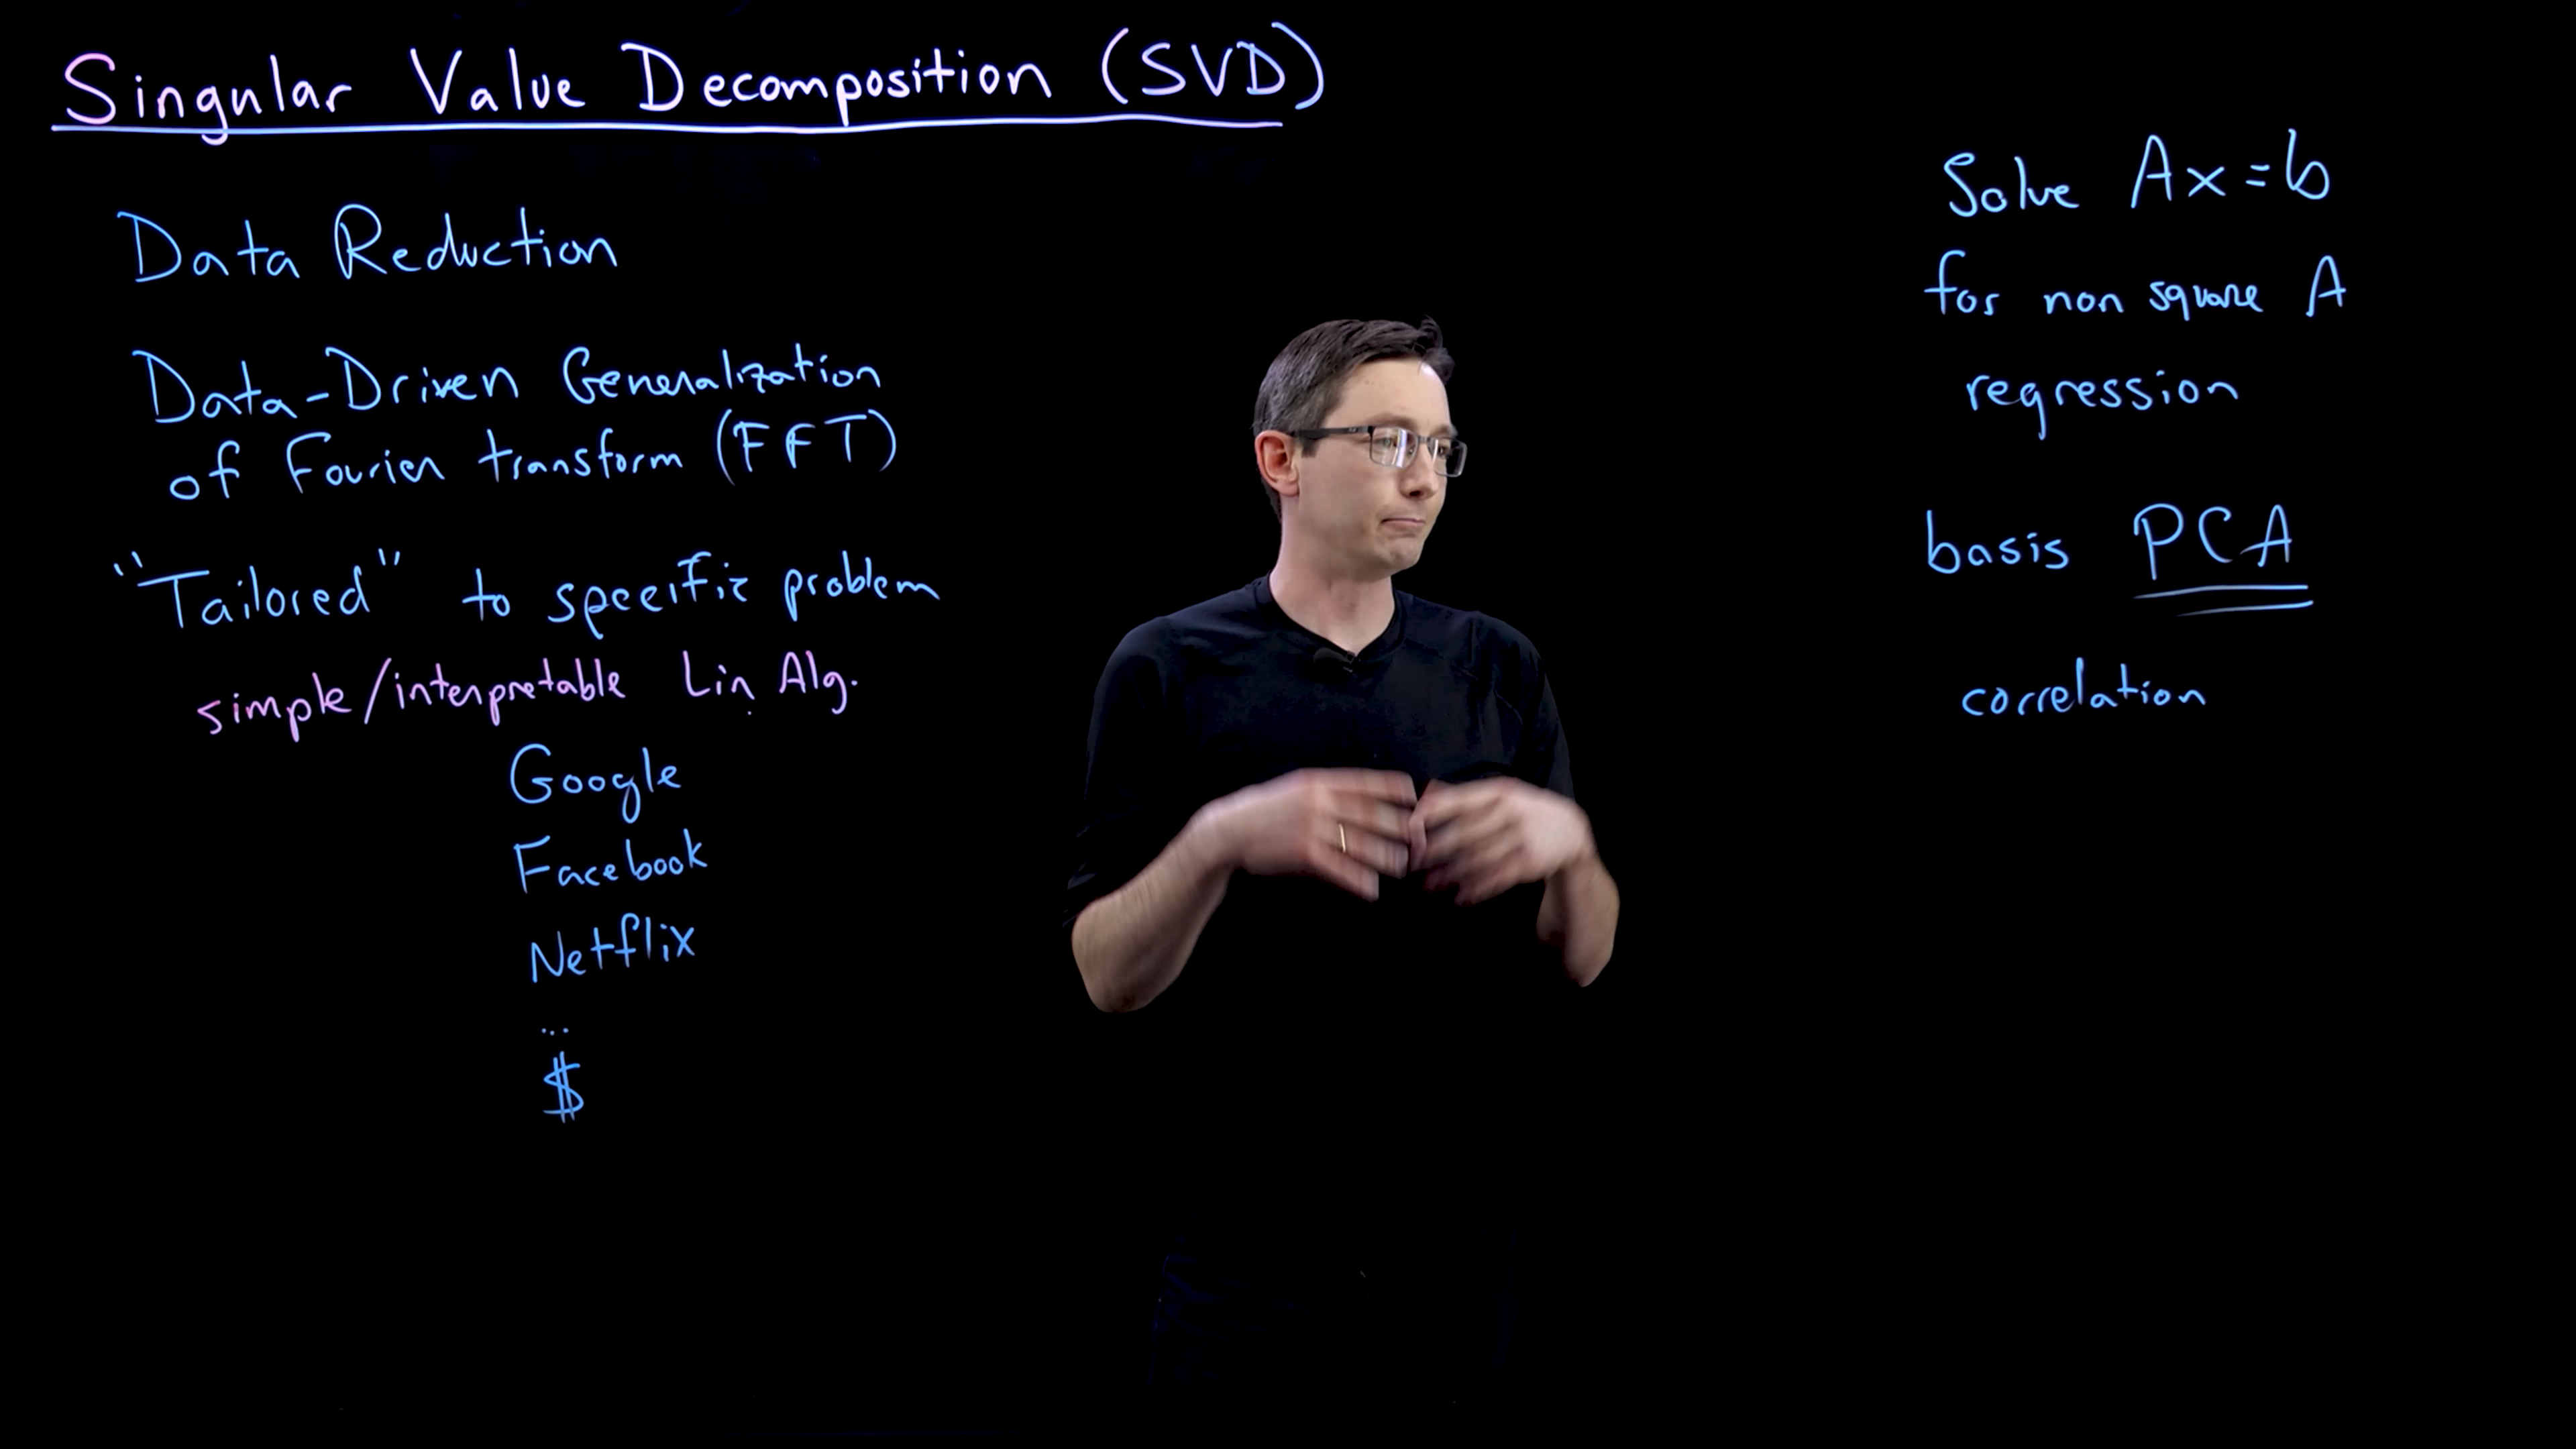 Singular Value Decomposition (SVD)
Data Reduction
Data-Driven Generalization
of Fourier transform (FFT)
"Tailored" to specific problem
simple/interpretable Lin Alg.
Google
Facebook
Netflix
...
$
Solve Ax=b
for non square A
regression
basis PCA
correlation